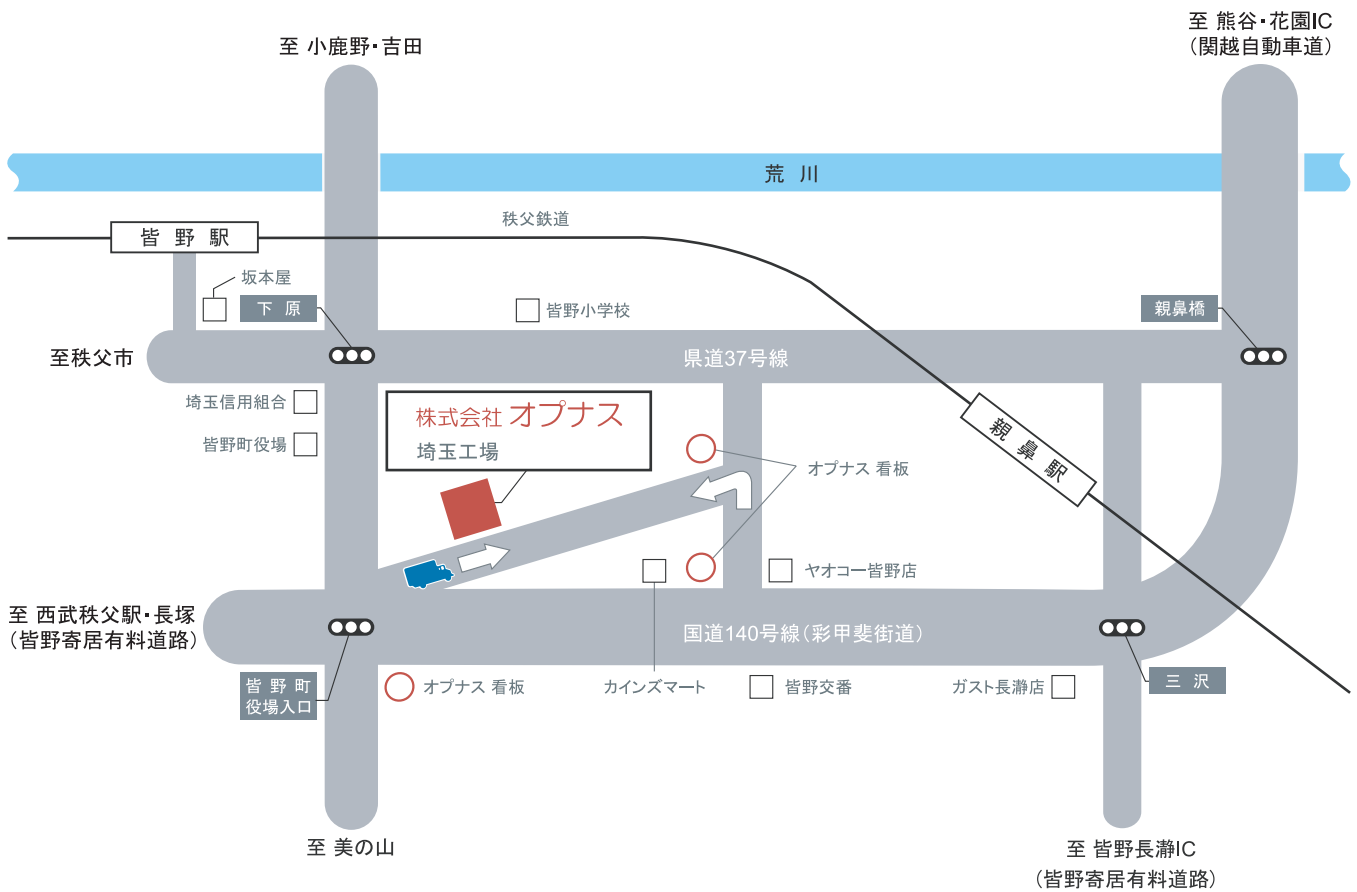 至 熊谷・花園IC
（関越自動車道）
至 小鹿野・吉田
荒 川
秩父鉄道
皆 野 駅
坂本屋
下 原
皆野小学校
親鼻橋
至秩父市
県道37号線
埼玉信用組合
株式会社 オプナス
埼玉工場
皆野町役場
親 鼻 駅
オプナス 看板
ヤオコー皆野店
至 西武秩父駅・長塚
（皆野寄居有料道路）
国道140号線（彩甲斐街道）
皆 野 町
役場入口
オプナス 看板
カインズマート
皆野交番
ガスト長瀞店
三 沢
至 美の山
至 皆野長瀞IC
（皆野寄居有料道路）